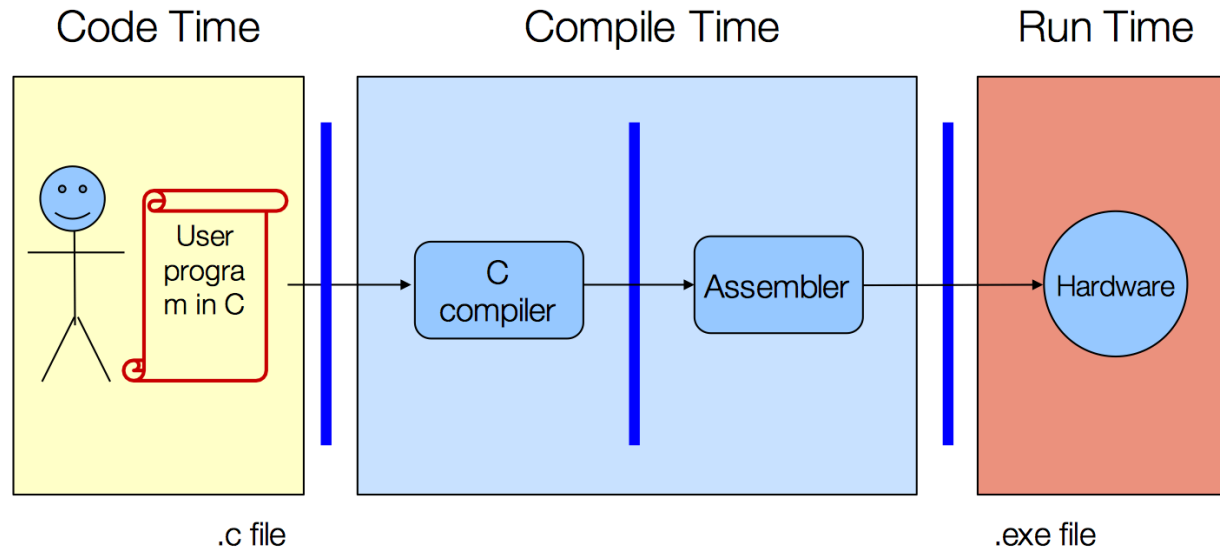 Code Time
Compile Time
Run Time
User
progra
m in C
C
compiler
Assembler
Hardware
.c file
.exe file